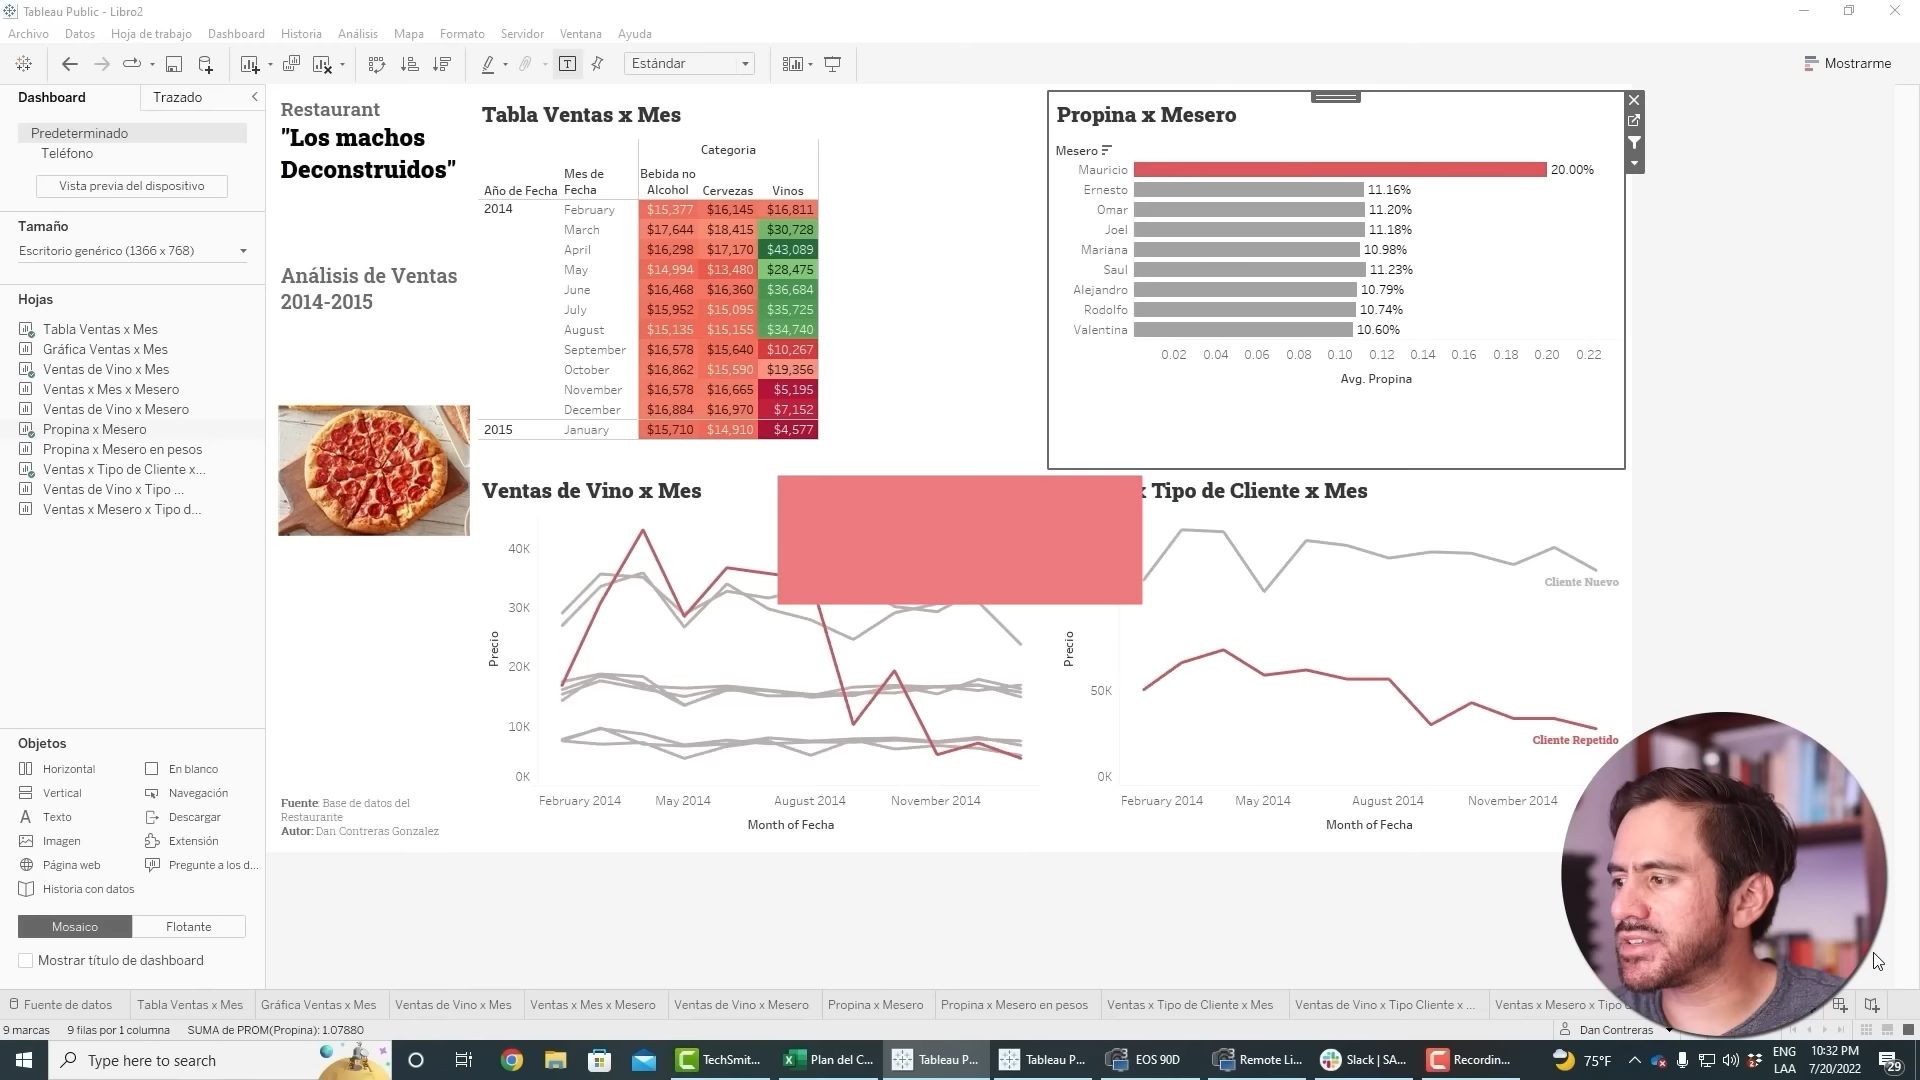 Tableau Public - Libro2
Archivo Datos Hoja de trabajo Dashboard Historia Análisis Mapa Formato Servidor Ventana Ayuda
Estándar
Mostrarme
Dashboard Trazado
Predeterminado
Teléfono
Vista previa del dispositivo
Tamaño
Escritorio genérico (1366 x 768)
Hojas
Tabla Ventas x Mes
Gráfica Ventas x Mes
Ventas de Vino x Mes
Ventas x Mes x Mesero
Ventas de Vino x Mesero
Propina x Mesero
Propina x Mesero en pesos
Ventas x Tipo de Cliente x...
Ventas de Vino x Tipo ...
Ventas x Mesero x Tipo d...
Objetos
Horizontal En blanco
Vertical Navegación
Texto Descargar
Imagen Extensión
Página web Pregunte a los d...
Historia con datos
Mosaico Flotante
Mostrar título de dashboard
Restaurant
"Los machos
Deconstruidos"
Análisis de Ventas
2014-2015
Fuente: Base de datos del
Restaurante
Autor: Dan Contreras Gonzalez
Tabla Ventas x Mes
Categoria
Año de Fecha Mes de Fecha Bebida no Alcohol Cervezas Vinos
2014 February $15,377 $16,145 $16,811
March $17,644 $18,415 $30,728
April $16,298 $17,170 $43,089
May $14,994 $13,480 $28,475
June $16,468 $16,360 $36,684
July $15,952 $15,095 $35,725
August $15,135 $15,155 $34,740
September $16,578 $15,640 $10,267
October $16,862 $15,590 $19,356
November $16,578 $16,665 $5,195
December $16,884 $16,970 $7,152
2015 January $15,710 $14,910 $4,577
Propina x Mesero
Mesero
Mauricio 20.00%
Ernesto 11.16%
Omar 11.20%
Joel 11.18%
Mariana 10.98%
Saul 11.23%
Alejandro 10.79%
Rodolfo 10.74%
Valentina 10.60%
0.02 0.04 0.06 0.08 0.10 0.12 0.14 0.16 0.18 0.20 0.22
Avg. Propina
Ventas de Vino x Mes
40K
30K
20K
10K
0K
Precio
February 2014 May 2014 August 2014 November 2014
Month of Fecha
x Tipo de Cliente x Mes
Cliente Nuevo
50K
Cliente Repetido
0K
Precio
February 2014 May 2014 August 2014 November 2014
Month of Fecha
Fuente de datos Tabla Ventas x Mes Gráfica Ventas x Mes Ventas de Vino x Mes Ventas x Mes x Mesero Ventas de Vino x Mesero Propina x Mesero Propina x Mesero en pesos Ventas x Tipo de Cliente x Mes Ventas de Vino x Tipo Cliente x ... Ventas x Mesero x Tipo
9 marcas 9 filas por 1 columna SUMA de PROM(Propina): 1.07880
Dan Contreras
Type here to search
TechSmit... Plan del C... Tableau P... Tableau P... EOS 90D Remote Li... Slack | SA... Recordin...
75°F
ENG
LAA
10:32 PM
7/20/2022
29